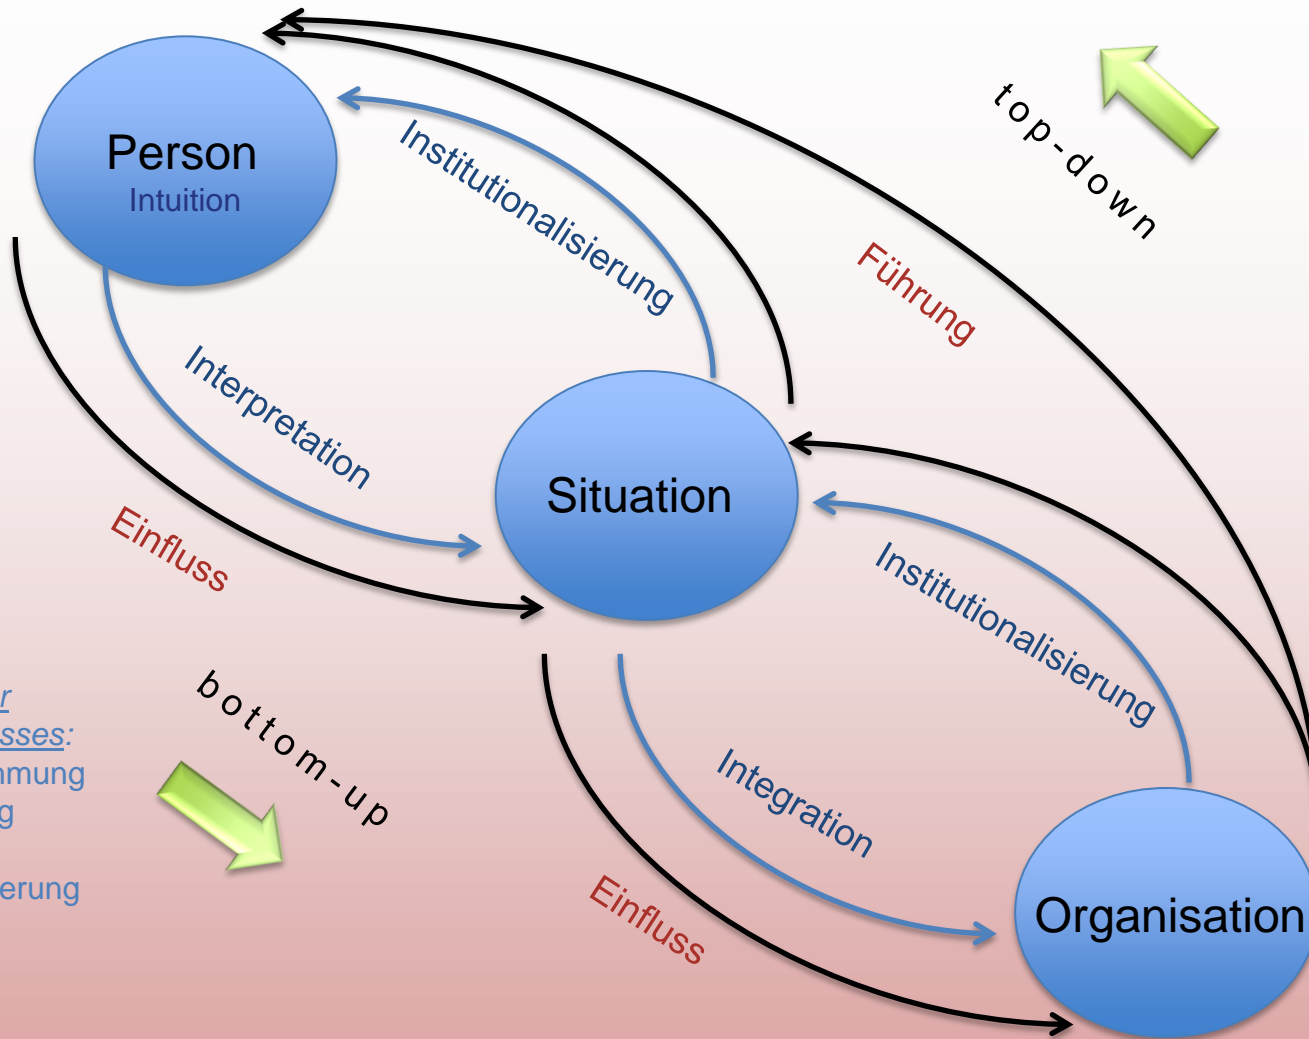 top-down
Person
Intuition
Institutionalisierung
Führung
Interpretation
Situation
Einfluss
Institutionalisierung
bottom-up
Integration
Einfluss
Organisation